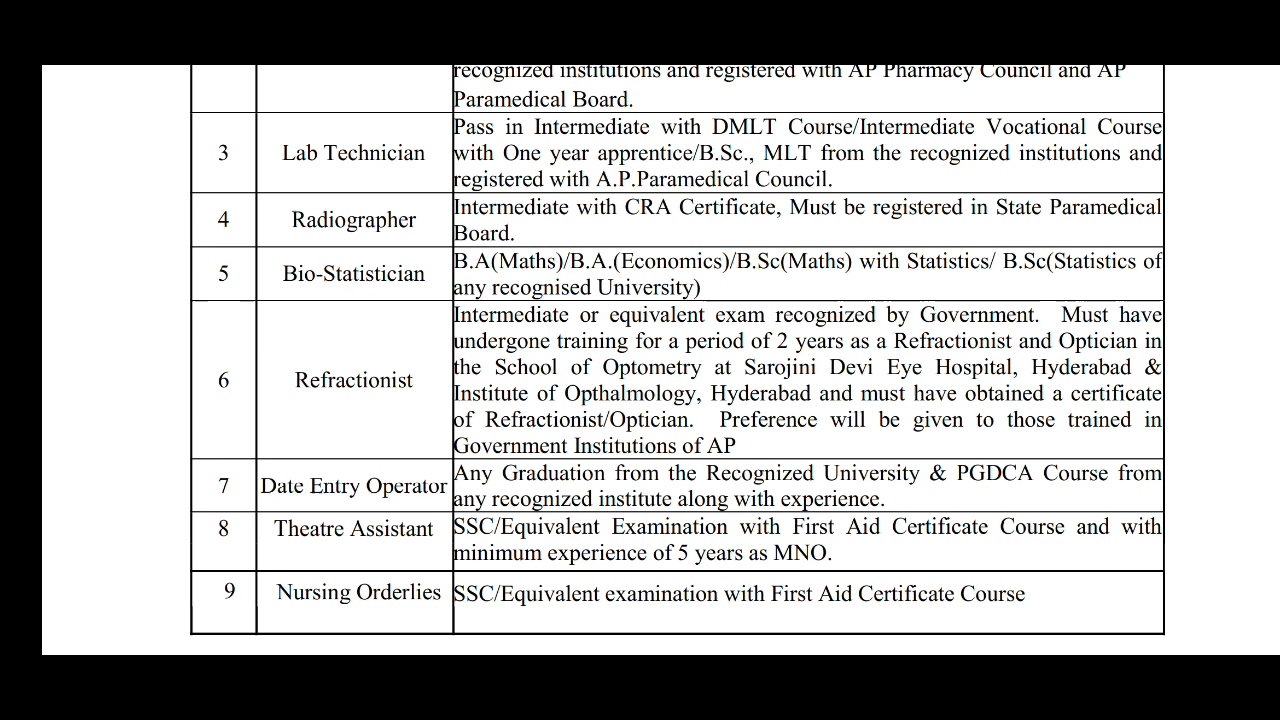 recognized institutions and registered with AP Pharmacy Council and AP
Paramedical Board.
3
Lab Technician
Pass in Intermediate with DMLT Course/Intermediate Vocational Course
with One year apprentice/B.Sc., MLT from the recognized institutions and
registered with A.P.Paramedical Council.
4
Radiographer
Intermediate with CRA Certificate, Must be registered in State Paramedical
Board.
5
Bio-Statistician
B.A(Maths)/B.A.(Economics)/B.Sc(Maths) with Statistics/ B.Sc(Statistics of
any recognised University)
6
Refractionist
Intermediate or equivalent exam recognized by Government. Must have
undergone training for a period of 2 years as a Refractionist and Optician in
the School of Optometry at Sarojini Devi Eye Hospital, Hyderabad &
Institute of Opthalmology, Hyderabad and must have obtained a certificate
of Refractionist/Optician. Preference will be given to those trained in
Government Institutions of AP
7
Date Entry Operator
Any Graduation from the Recognized University & PGDCA Course from
any recognized institute along with experience.
8
Theatre Assistant
SSC/Equivalent Examination with First Aid Certificate Course and with
minimum experience of 5 years as MNO.
9
Nursing Orderlies
SSC/Equivalent examination with First Aid Certificate Course